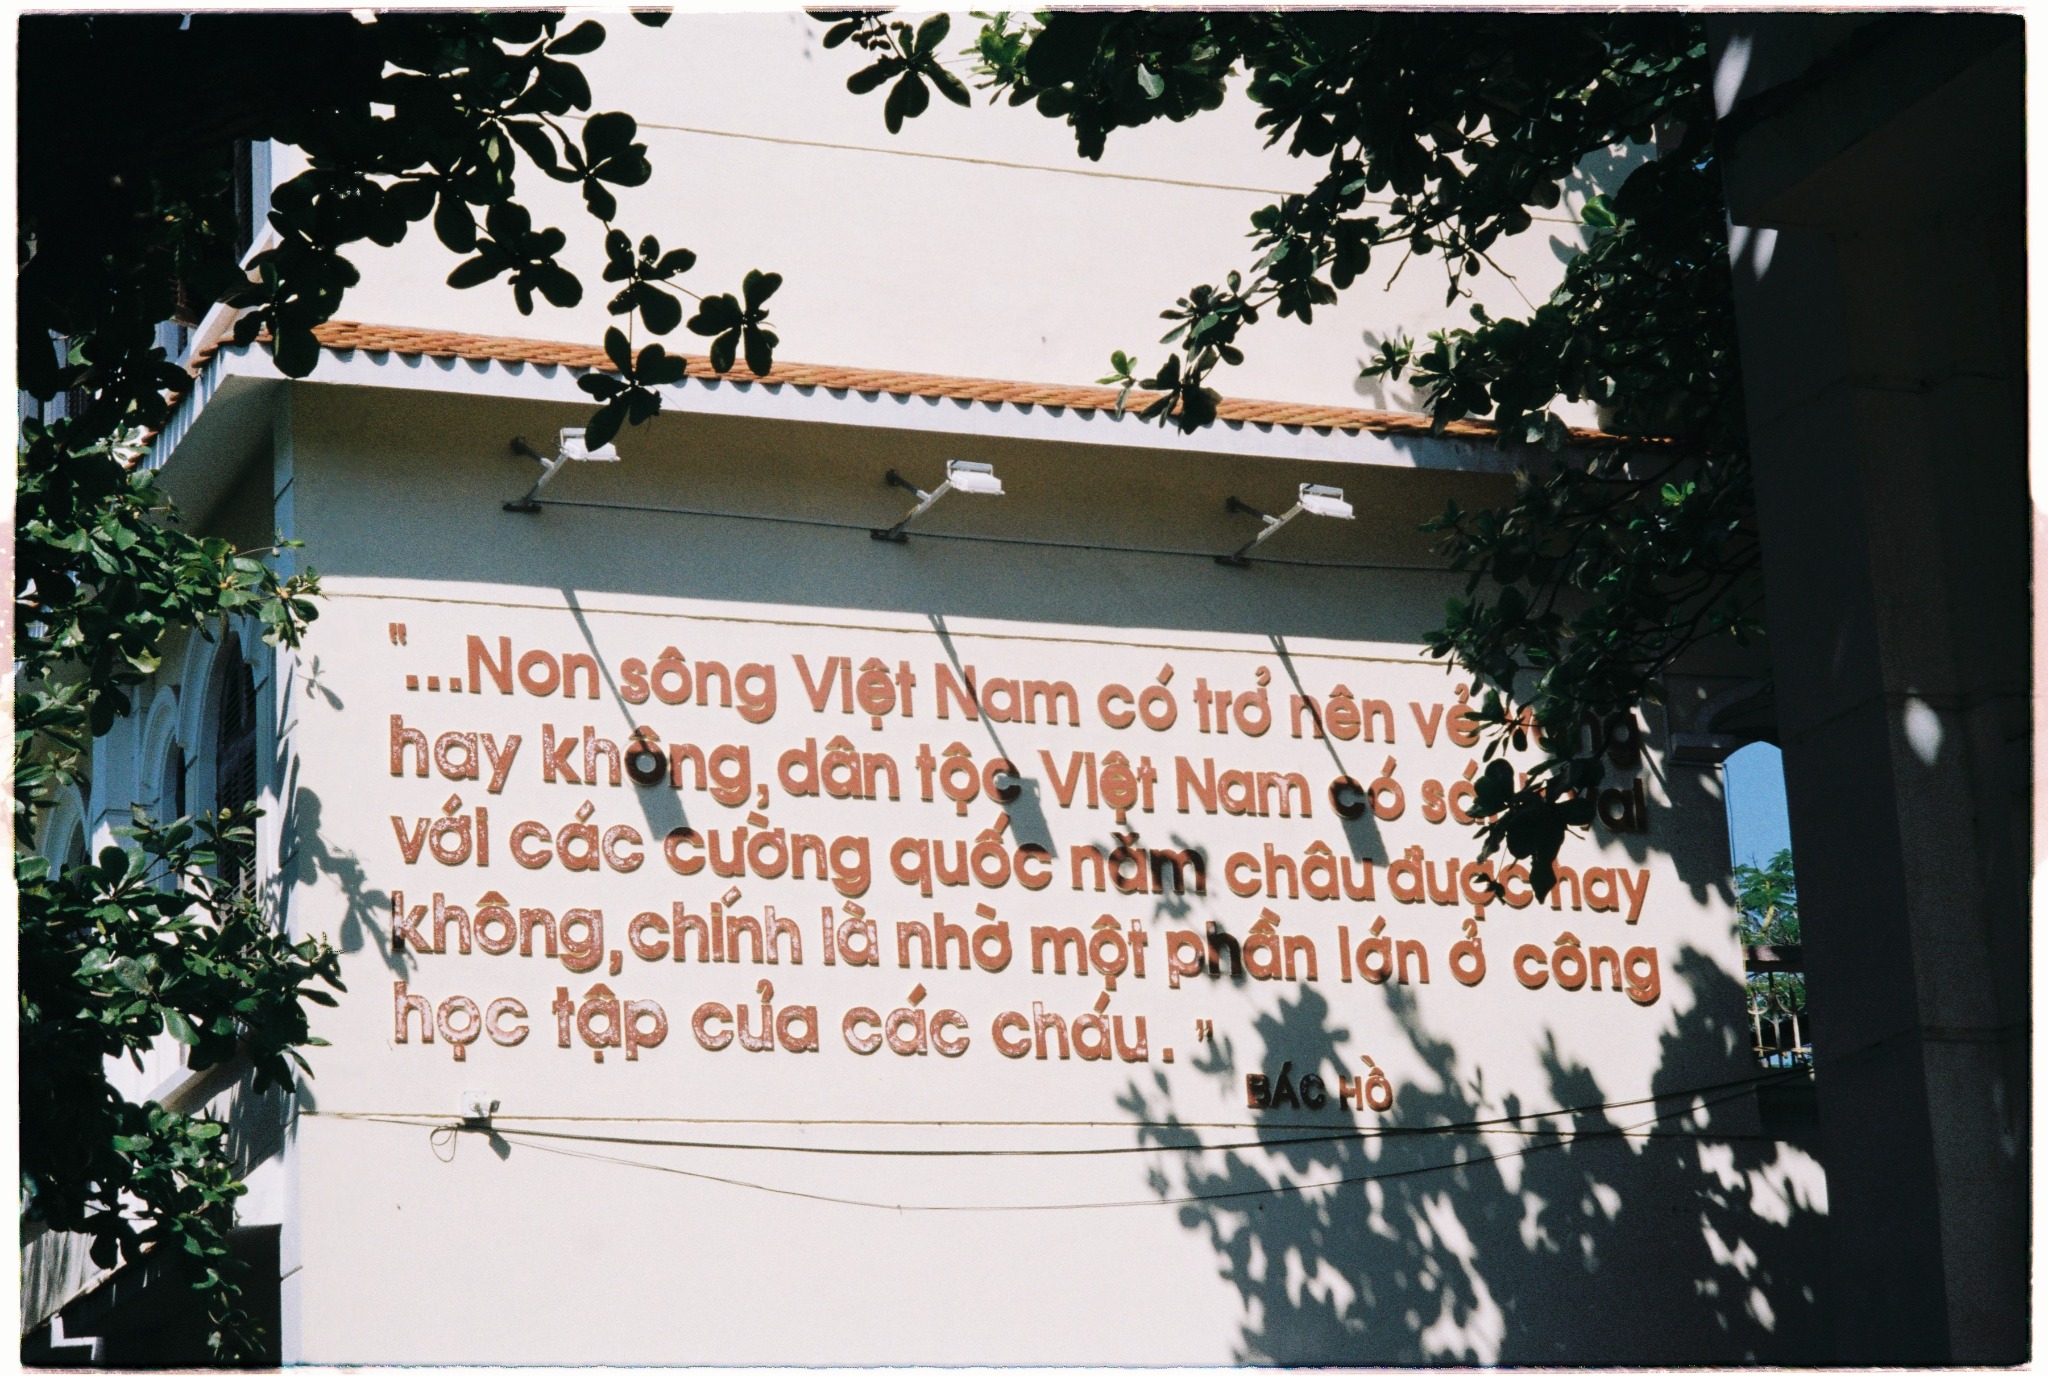 "...Non sông Việt Nam có trở nên vẻ
hay không, dân tộc Việt Nam có
với các cường quốc năm châu được hay
không, chính là nhờ một phần lớn ở công
học tập của các cháu."
BÁC HỒ